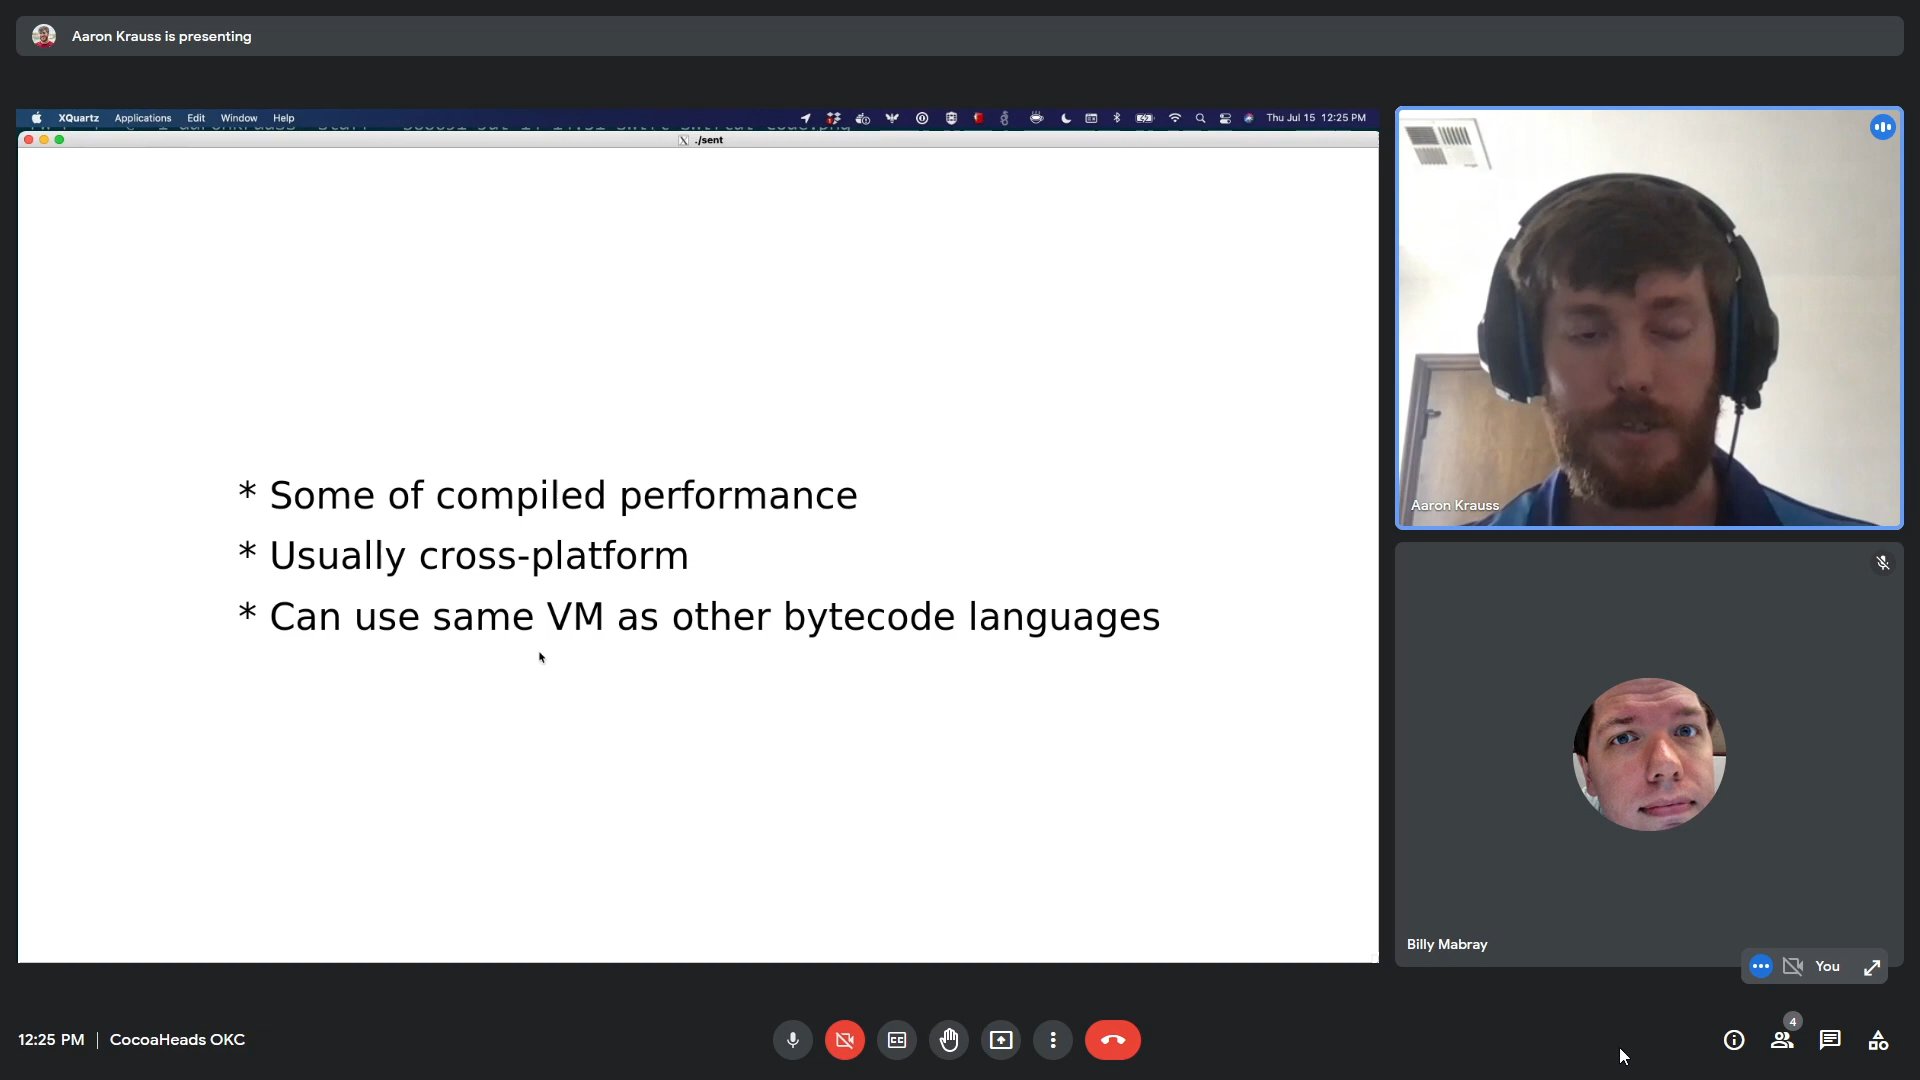 Aaron Krauss is presenting
XQuartz Applications Edit Window Help
Thu Jul 15 12:25 PM
./sent
* Some of compiled performance
* Usually cross-platform
* Can use same VM as other bytecode languages
Aaron Krauss
Billy Mabray
You
12:25 PM | CocoaHeads OKC
4